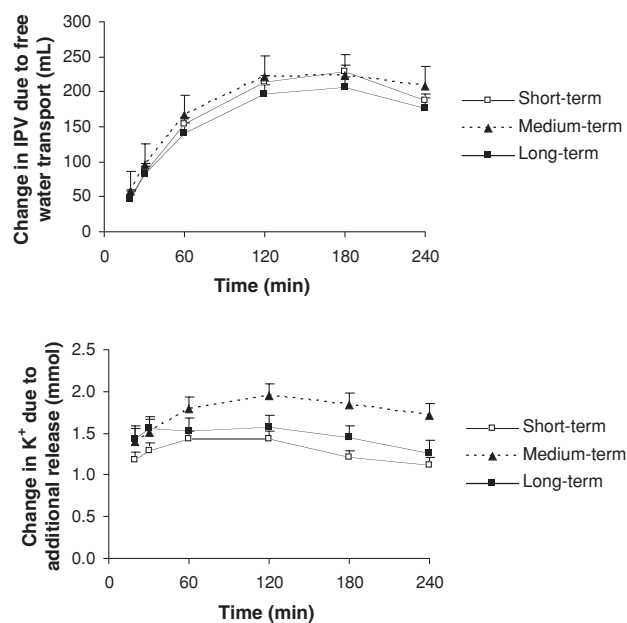 Change in IPV due to free
water transport (mL)
300
250
200
150
100
50
0
0
60
120
180
240
Time (min)
Short-term
Medium-term
Long-term
Change in K+ due to
additional release (mmol)
2.5
2.0
1.5
1.0
0.5
0.0
0
60
120
180
240
Time (min)
Short-term
Medium-term
Long-term